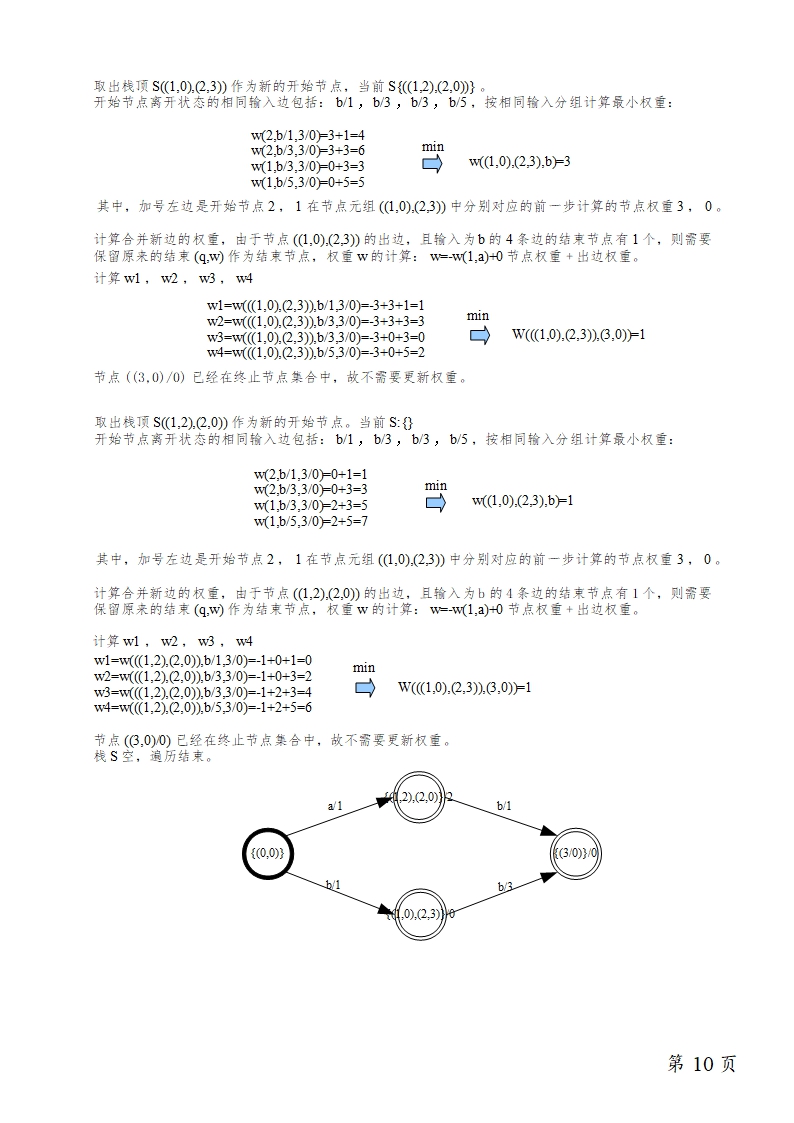 取出栈顶 S((1,0),(2,3)) 作为新的开始节点，当前 S{((1,2),(2,0))} 。
开始节点离开状态的相同输入边包括： b/1 ， b/3 ， b/3 ， b/5 ，按相同输入分组计算最小权重：
w(2,b/1,3/0)=3+1=4
w(2,b/3,3/0)=3+3=6
w(1,b/3,3/0)=0+3=3
w(1,b/5,3/0)=0+5=5
min
w((1,0),(2,3),b)=3
其中，加号左边是开始节点 2 ， 1 在节点元组 ((1,0),(2,3)) 中分别对应的前一步计算的节点权重 3 ， 0 。
计算合并新边的权重，由于节点 ((1,0),(2,3)) 的出边，且输入为 b 的 4 条边的结束节点有 1 个，则需要
保留原来的结束 (q,w) 作为结束节点，权重 w 的计算： w=-w(1,a)+0 节点权重 + 出边权重。
计算 w1 ， w2 ， w3 ， w4
w1=w(((1,0),(2,3)),b/1,3/0)=-3+3+1=1
w2=w(((1,0),(2,3)),b/3,3/0)=-3+3+3=3
w3=w(((1,0),(2,3)),b/3,3/0)=-3+0+3=0
w4=w(((1,0),(2,3)),b/5,3/0)=-3+0+5=2
min
W(((1,0),(2,3)),(3,0))=1
节点 ((3,0)/0) 已经在终止节点集合中，故不需要更新权重。
取出栈顶 S((1,2),(2,0)) 作为新的开始节点。当前 S:{}
开始节点离开状态的相同输入边包括： b/1 ， b/3 ， b/3 ， b/5 ，按相同输入分组计算最小权重：
w(2,b/1,3/0)=0+1=1
w(2,b/3,3/0)=0+3=3
w(1,b/3,3/0)=2+3=5
w(1,b/5,3/0)=2+5=7
min
w((1,0),(2,3),b)=1
其中，加号左边是开始节点 2 ， 1 在节点元组 ((1,0),(2,3)) 中分别对应的前一步计算的节点权重 3 ， 0 。
计算合并新边的权重，由于节点 ((1,2),(2,0)) 的出边，且输入为 b 的 4 条边的结束节点有 1 个，则需要
保留原来的结束 (q,w) 作为结束节点，权重 w 的计算： w=-w(1,a)+0 节点权重 + 出边权重。
计算 w1 ， w2 ， w3 ， w4
w1=w(((1,2),(2,0)),b/1,3/0)=-1+0+1=0
w2=w(((1,2),(2,0)),b/3,3/0)=-1+0+3=2
w3=w(((1,2),(2,0)),b/3,3/0)=-1+2+3=4
w4=w(((1,2),(2,0)),b/5,3/0)=-1+2+5=6
min
W(((1,0),(2,3)),(3,0))=1
节点 ((3,0)/0) 已经在终止节点集合中，故不需要更新权重。
栈 S 空，遍历结束。
{(1,2),(2,0)}/2
a/1
b/1
{(0,0)}
{(3/0)}/0
b/1
b/3
{(1,0),(2,3)}/0
第 10 页